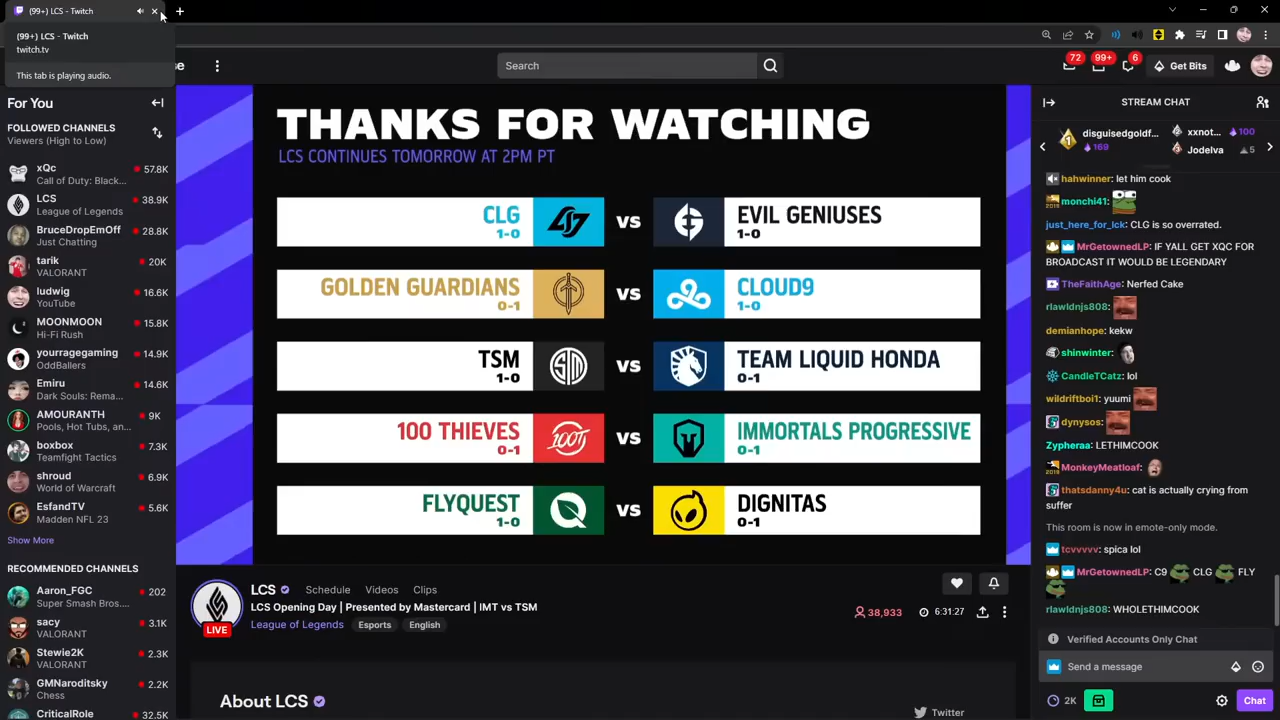 (99+) LCS - Twitch
(99+) LCS - Twitch
twitch.tv
This tab is playing audio.
se
Search
72
99+
6
Get Bits
For You
FOLLOWED CHANNELS
Viewers (High to Low)
xQc
57.8K
Call of Duty: Black...
LCS
38.9K
League of Legends
BruceDropEmOff
28.8K
Just Chatting
tarik
20K
VALORANT
ludwig
16.6K
YouTube
MOONMOON
15.8K
Hi-Fi Rush
yourragegaming
14.9K
OddBallers
Emiru
14.6K
Dark Souls: Rema...
AMOURANTH
9K
Pools, Hot Tubs, an...
boxbox
7.3K
Teamfight Tactics
shroud
6.9K
World of Warcraft
EsfandTV
5.6K
Madden NFL 23
Show More
RECOMMENDED CHANNELS
Aaron_FGC
202
Super Smash Bros....
sacy
3.1K
VALORANT
Stewie2K
2.3K
VALORANT
GMNaroditsky
2.2K
Chess
CriticalRole
32.5K
THANKS FOR WATCHING
LCS CONTINUES TOMORROW AT 2PM PT
CLG
1-0
VS
EVIL GENIUSES
1-0
GOLDEN GUARDIANS
0-1
VS
CLOUD9
1-0
TSM
1-0
TSM
VS
TEAM LIQUID HONDA
0-1
100 THIEVES
0-1
100T
VS
IMMORTALS PROGRESSIVE
0-1
FLYQUEST
1-0
VS
DIGNITAS
0-1
LIVE
LCS
Schedule
Videos
Clips
LCS Opening Day | Presented by Mastercard | IMT vs TSM
League of Legends
Esports
English
38,933
6:31:27
About LCS
Twitter
STREAM CHAT
1
disguisedgoldf...
169
xxnot...
100
Jodelva
5
hahwinner: let him cook
monchi41:
just_here_for_lck: CLG is so overrated.
MrGetownedLP: IF YALL GET XQC FOR
BROADCAST IT WOULD BE LEGENDARY
TheFaithAge: Nerfed Cake
rlawldnjs808:
demianhope: kekw
shinwinter:
CandleTCatz: lol
wildriftboi1: yuumi
dynysos:
Zypheraa: LETHIMCOOK
MonkeyMeatloaf:
thatsdanny4u: cat is actually crying from
suffer
This room is now in emote-only mode.
tcvvvvv: spica lol
MrGetownedLP: C9 CLG FLY
rlawldnjs808: WHOLETHIMCOOK
Verified Accounts Only Chat
Send a message
2K
Chat